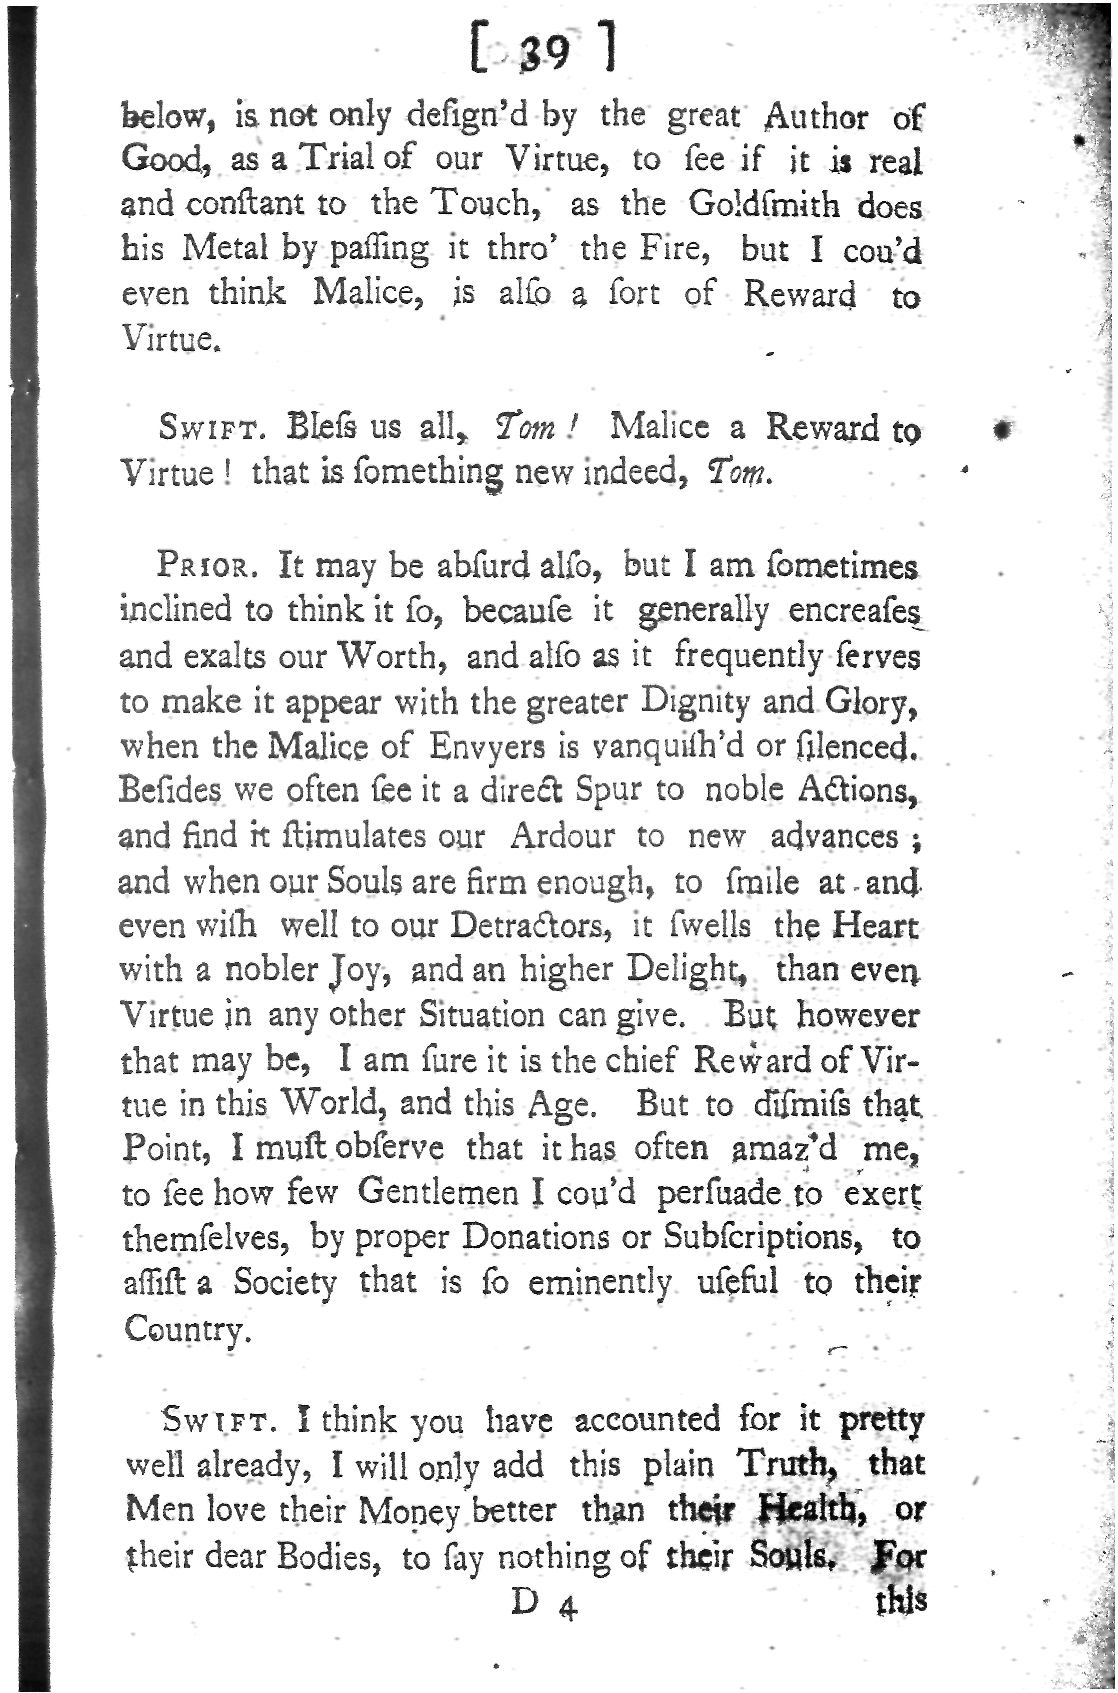 [ 39 ]
below, is not only deſign'd by the great Author of
Good, as a Trial of our Virtue, to ſee if it is real
and conſtant to the Touch, as the Goldſmith does
his Metal by paſſing it thro' the Fire, but I cou'd
even think Malice, is alſo a ſort of Reward to
Virtue.
SWIFT. Bleſs us all, Tom! Malice a Reward to
Virtue! that is ſomething new indeed, Tom.
PRIOR. It may be abſurd alſo, but I am ſometimes
inclined to think it ſo, becauſe it generally encreaſes
and exalts our Worth, and alſo as it frequently ſerves
to make it appear with the greater Dignity and Glory,
when the Malice of Envyers is vanquiſh'd or ſilenced.
Beſides we often ſee it a direct Spur to noble Actions,
and find it ſtimulates our Ardour to new advances;
and when our Souls are firm enough, to ſmile at and
even wiſh well to our Detractors, it ſwells the Heart
with a nobler Joy, and an higher Delight, than even
Virtue in any other Situation can give. But however
that may be, I am ſure it is the chief Reward of Vir-
tue in this World, and this Age. But to diſmiſs that
Point, I muſt obſerve that it has often amaz'd me,
to ſee how few Gentlemen I cou'd perſuade to exert
themſelves, by proper Donations or Subſcriptions, to
aſſiſt a Society that is ſo eminently uſeful to their
Country.
SWIFT. I think you have accounted for it pretty
well already, I will only add this plain Truth, that
Men love their Money better than their Health, or
their dear Bodies, to ſay nothing of their Souls. For
D 4 this